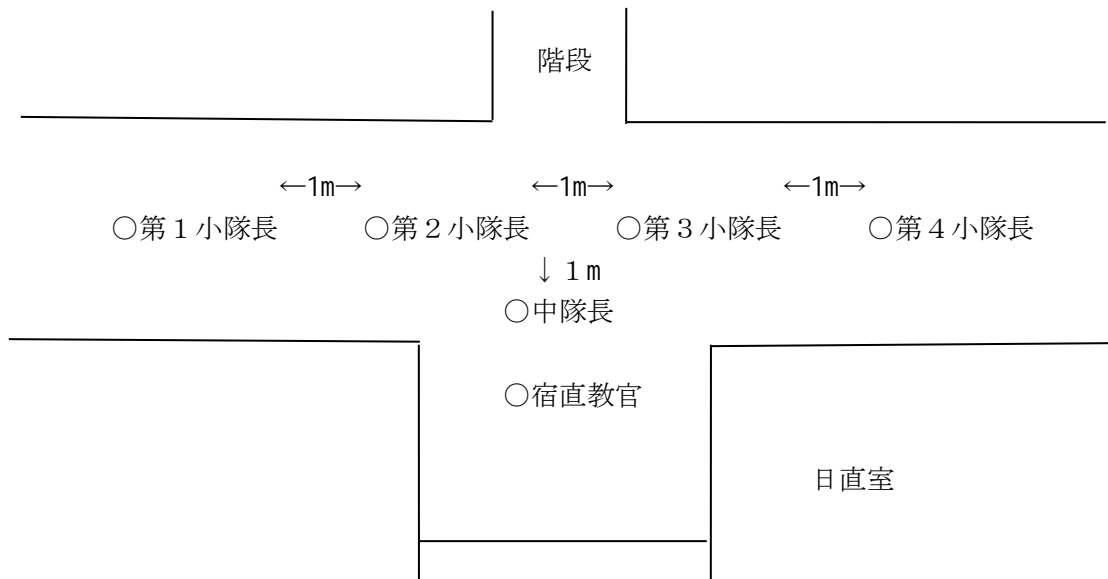 階段
←1m→ ←1m→ ←1m→
○第１小隊長 ○第２小隊長 ○第３小隊長 ○第４小隊長
↓１m
○中隊長
○宿直教官
日直室